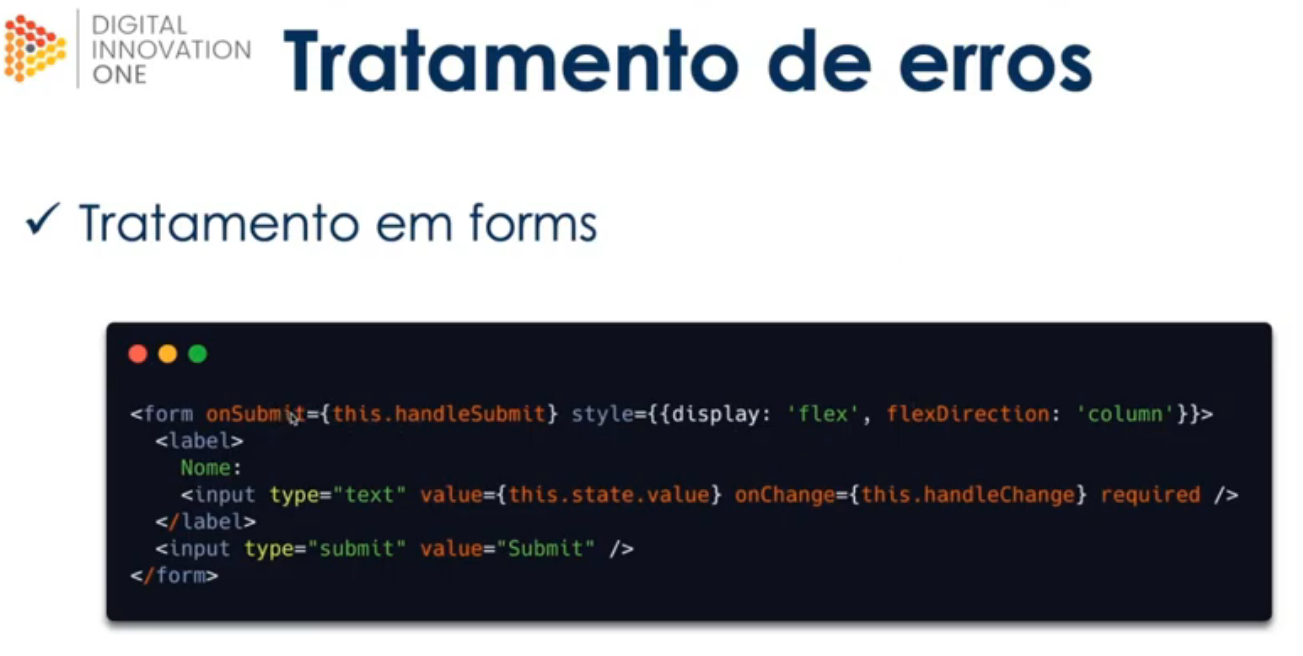 DIGITAL
INNOVATION
ONE
Tratamento de erros
✓ Tratamento em forms
<form onSubmit={this.handleSubmit} style={{display: 'flex', flexDirection: 'column'}}>
  <label>
    Nome:
    <input type="text" value={this.state.value} onChange={this.handleChange} required />
  </label>
  <input type="submit" value="Submit" />
</form>